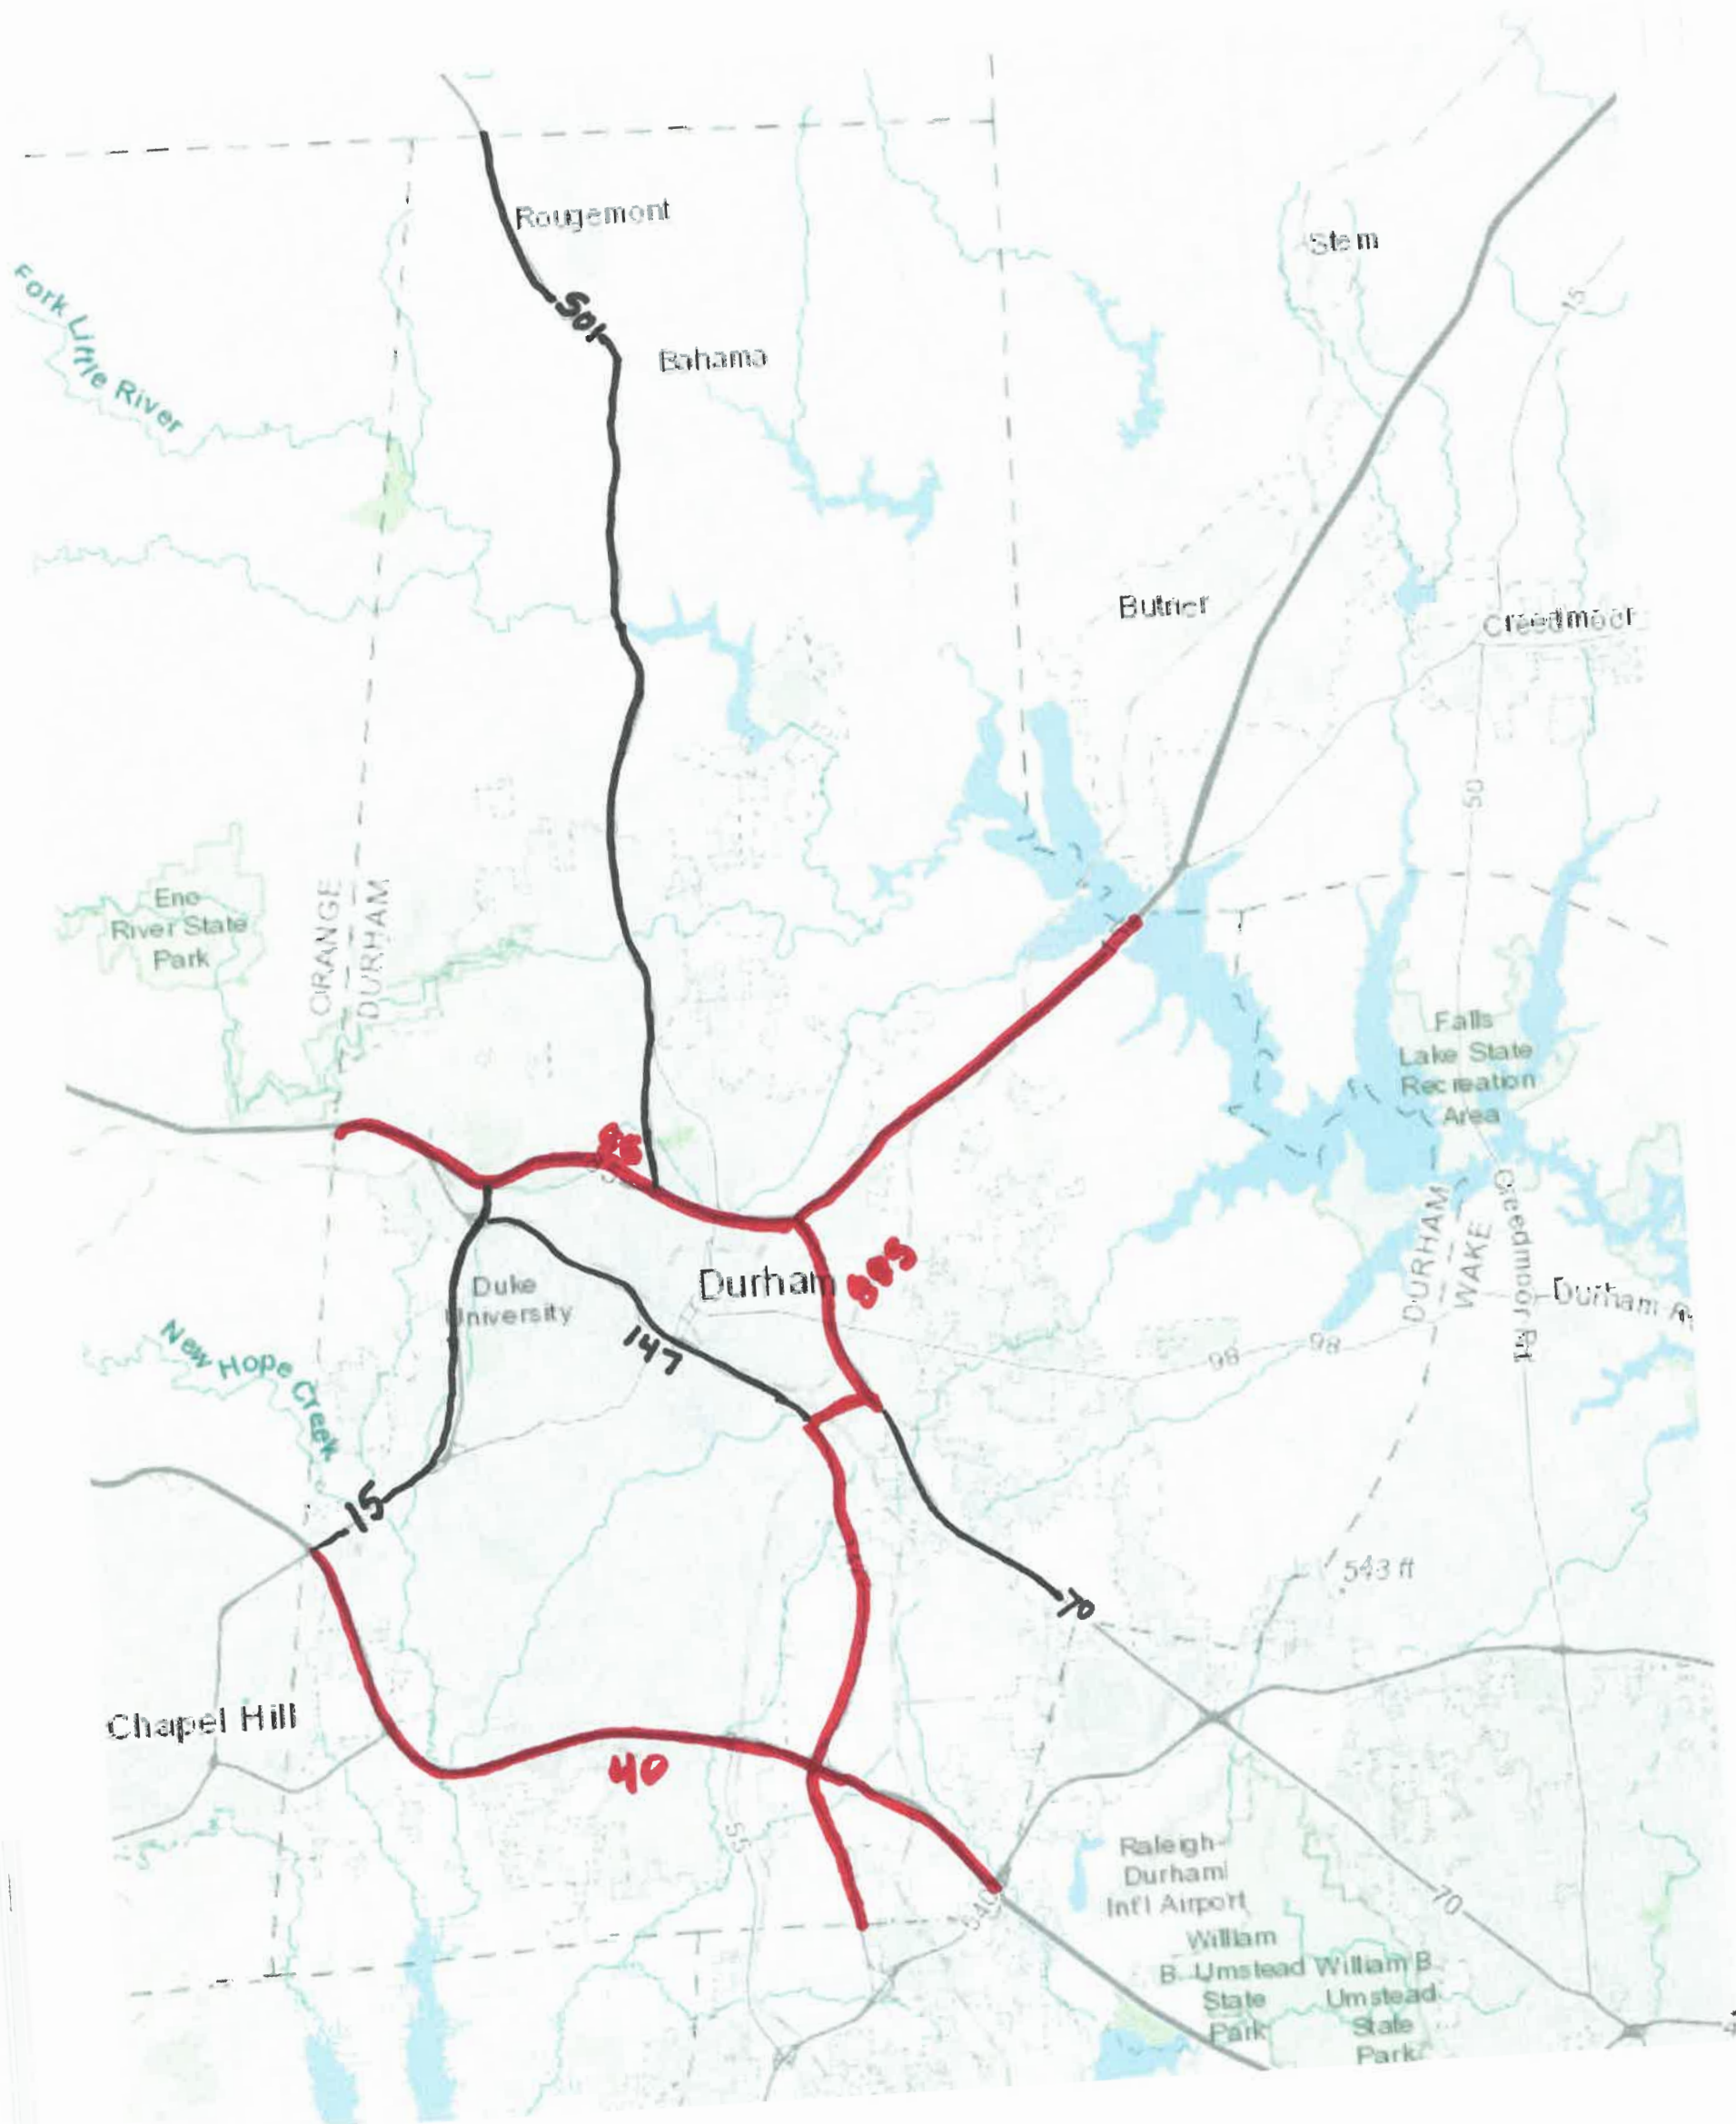 Rougemont
Stem
Fork Little River
15
501
Bahama
Butner
Creedmoor
50
Eno
River State
Park
ORANGE
DURHAM
Falls
Lake State
Recreation
Area
85
DURHAM
WAKE
Creedmoor Rd
885
Durham
Durham R
Duke
University
147
New Hope Creek
98
98
15
543 ft
70
Chapel Hill
40
55
Raleigh-
Durham
Int'l Airport
540
70
William
B. Umstead
State
Park
William B.
Umstead
State
Park